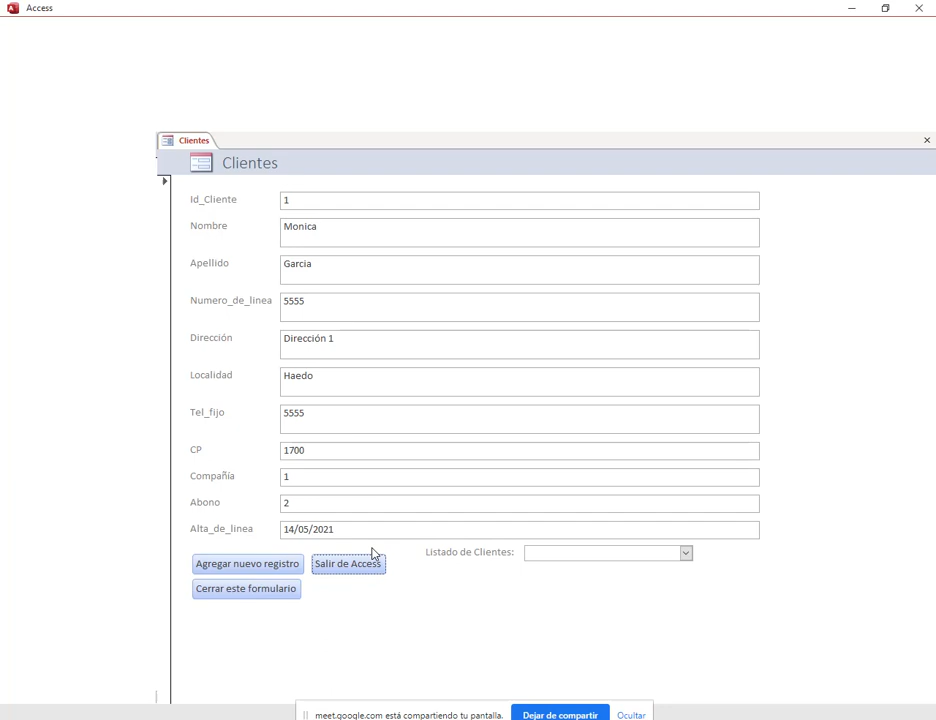 Access
Clientes
Clientes
Id_Cliente 1
Nombre Monica
Apellido Garcia
Numero_de_linea 5555
Dirección Dirección 1
Localidad Haedo
Tel_fijo 5555
CP 1700
Compañía 1
Abono 2
Alta_de_linea 14/05/2021
Listado de Clientes:
Agregar nuevo registro Salir de Access
Cerrar este formulario
meet.google.com está compartiendo tu pantalla. Dejar de compartir Ocultar